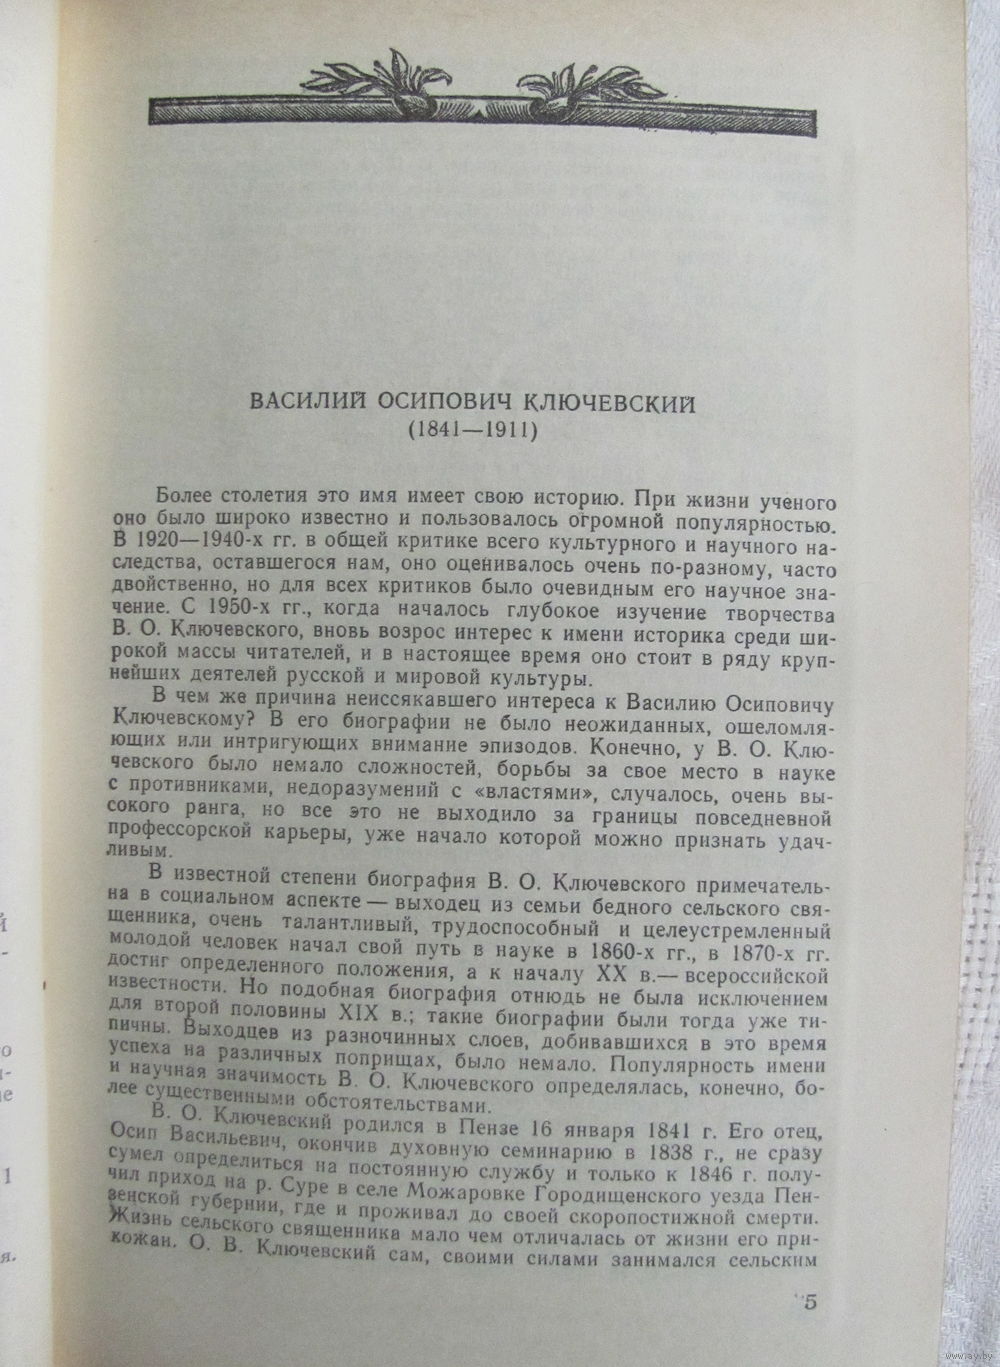 ВАСИЛИЙ ОСИПОВИЧ КЛЮЧЕВСКИЙ
(1841—1911)
Более столетия это имя имеет свою историю. При жизни ученого
оно было широко известно и пользовалось огромной популярностью.
В 1920—1940-х гг. в общей критике всего культурного и научного на-
следства, оставшегося нам, оно оценивалось очень по-разному, часто
двойственно, но для всех критиков было очевидным его научное зна-
чение. С 1950-х гг., когда началось глубокое изучение творчества
В. О. Ключевского, вновь возрос интерес к имени историка среди ши-
рокой массы читателей, и в настоящее время оно стоит в ряду круп-
нейших деятелей русской и мировой культуры.
В чем же причина неиссякавшего интереса к Василию Осиповичу
Ключевскому? В его биографии не было неожиданных, ошеломля-
ющих или интригующих внимание эпизодов. Конечно, у В. О. Клю-
чевского было немало сложностей, борьбы за свое место в науке
с противниками, недоразумений с «властями», случалось, очень вы-
сокого ранга, но все это не выходило за границы повседневной
профессорской карьеры, уже начало которой можно признать удач-
ливым.
В известной степени биография В. О. Ключевского примечатель-
на в социальном аспекте — выходец из семьи бедного сельского свя-
щенника, очень талантливый, трудоспособный и целеустремленный
молодой человек начал свой путь в науке в 1860-х гг., в 1870-х гг.
достиг определенного положения, а к началу XX в.— всероссийской
известности. Но подобная биография отнюдь не была исключением
для второй половины XIX в.; такие биографии были тогда уже ти-
пичны. Выходцев из разночинных слоев, добивавшихся в это время
успеха на различных поприщах, было немало. Популярность имени
и научная значимость В. О. Ключевского определялась, конечно, бо-
лее существенными обстоятельствами.
В. О. Ключевский родился в Пензе 16 января 1841 г. Его отец,
Осип Васильевич, окончив духовную семинарию в 1838 г., не сразу
сумел определиться на постоянную службу и только к 1846 г. полу-
чил приход на р. Суре в селе Можаровке Городищенского уезда Пен-
зенской губернии, где и проживал до своей скоропостижной смерти.
Жизнь сельского священника мало чем отличалась от жизни его при-
хожан. О. В. Ключевский сам, своими силами занимался сельским
5
www.ay.by